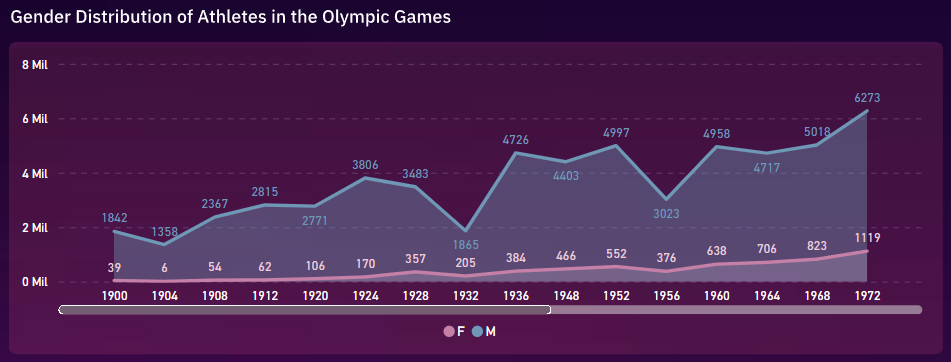 Gender Distribution of Athletes in the Olympic Games
8 Mil
6 Mil
4 Mil
2 Mil
0 Mil
1842 1358 2367 2815 2771 3806 3483 1865 4726 4403 4997 3023 4958 4717 5018 6273
39 6 54 62 106 170 357 205 384 466 552 376 638 706 823 1119
1900 1904 1908 1912 1920 1924 1928 1932 1936 1948 1952 1956 1960 1964 1968 1972
F M